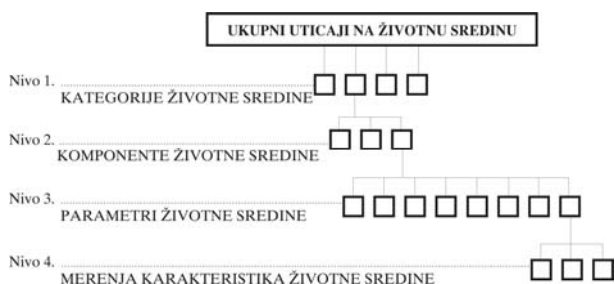 UKUPNI UTICAJI NA ŽIVOTNU SREDINU
Nivo 1.
KATEGORIJE ŽIVOTNE SREDINE
Nivo 2.
KOMPONENTE ŽIVOTNE SREDINE
Nivo 3.
PARAMETRI ŽIVOTNE SREDINE
Nivo 4.
MERENJA KARAKTERISTIKA ŽIVOTNE SREDINE